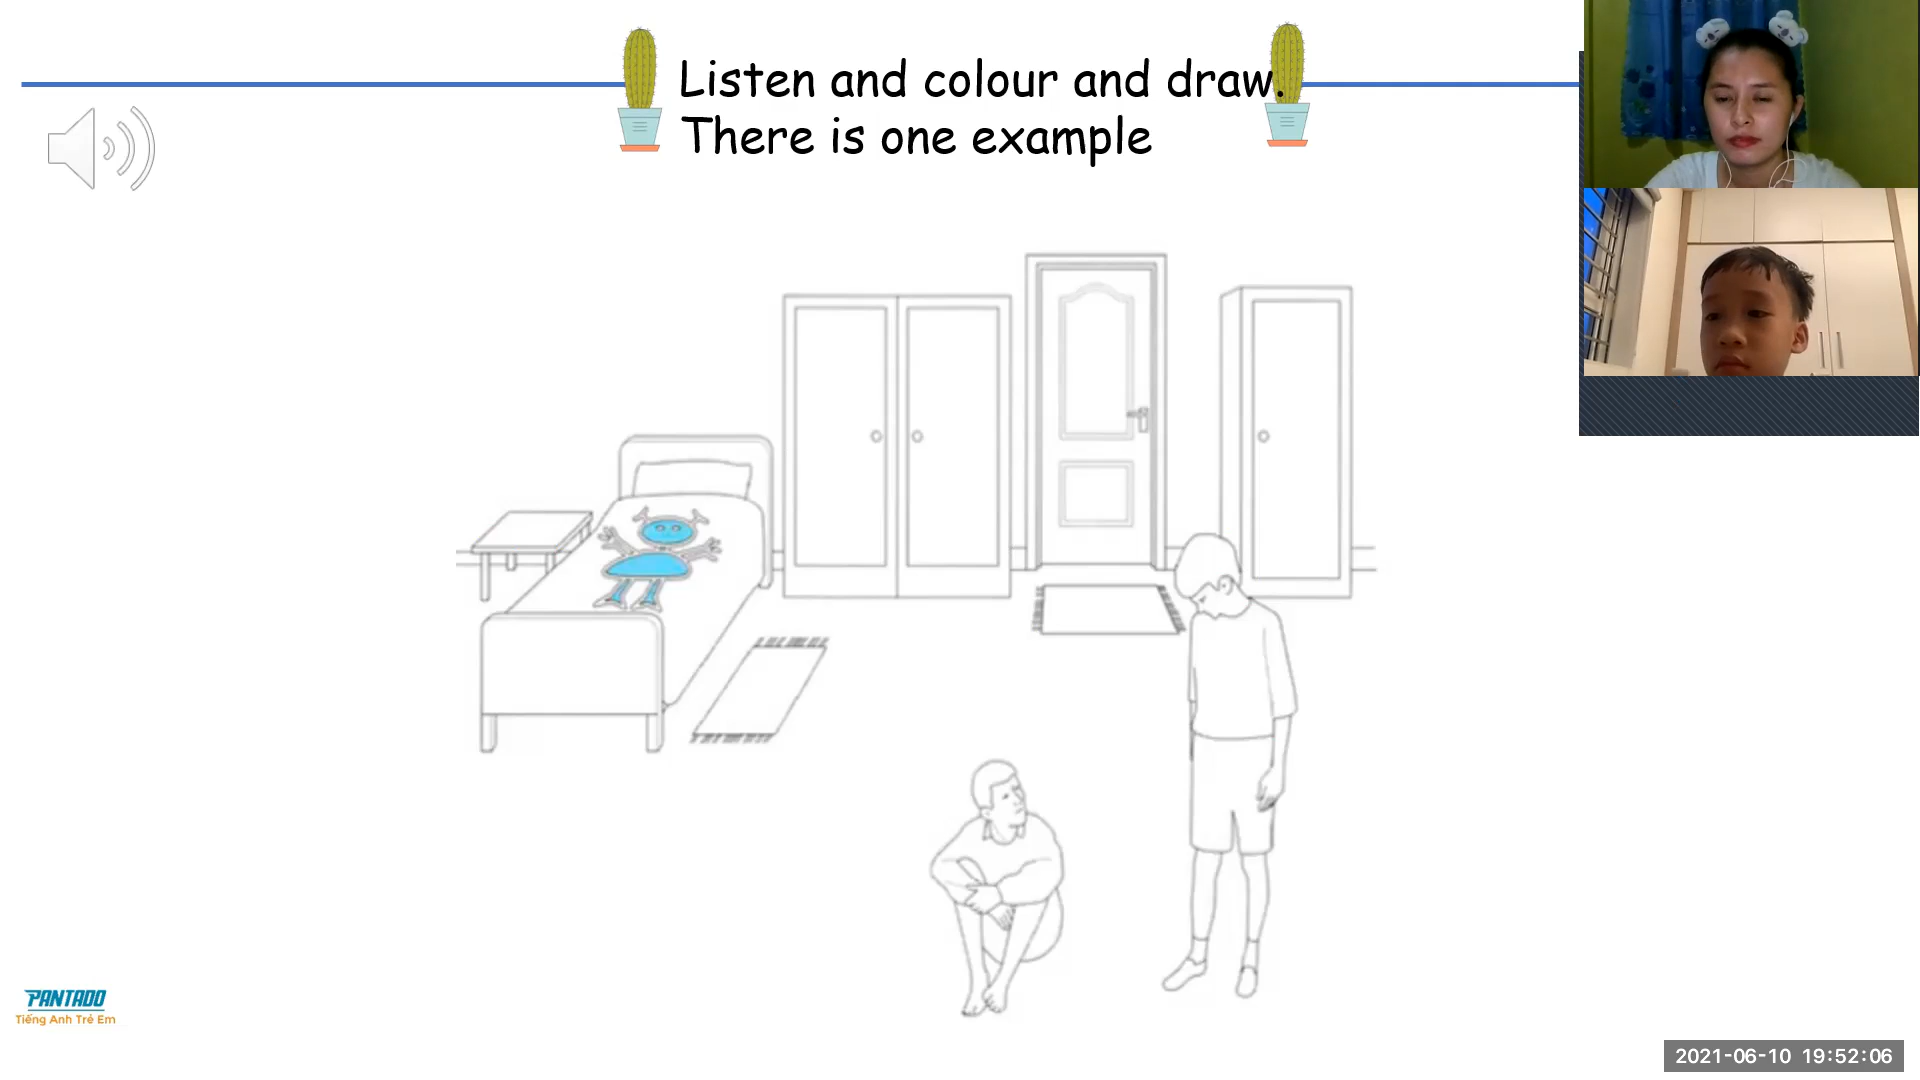 Listen and colour and draw.
There is one example
PANTADO
Tiếng Anh Trẻ Em
2021-06-10 19:52:06